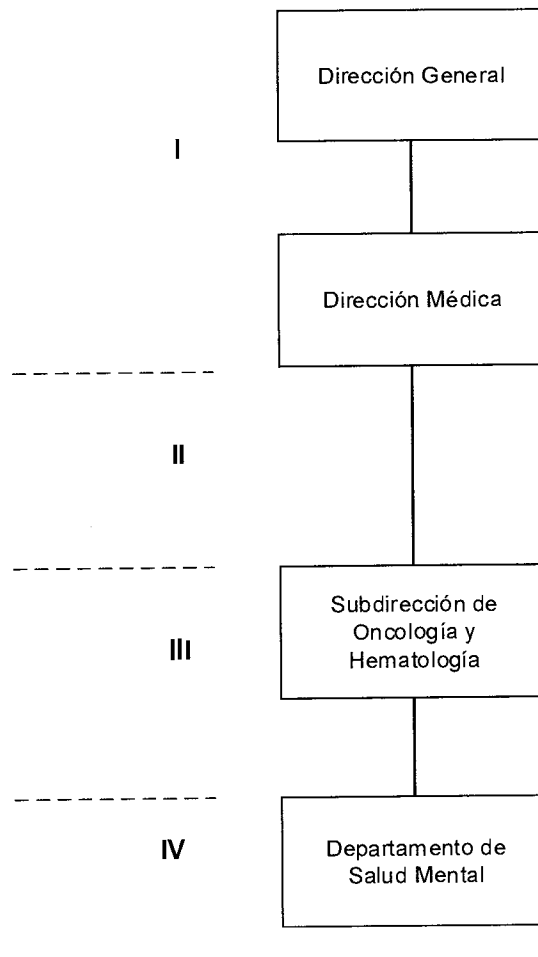 Dirección General
I
Dirección Médica
II
Subdirección de
Oncología y
Hematología
III
IV
Departamento de
Salud Mental